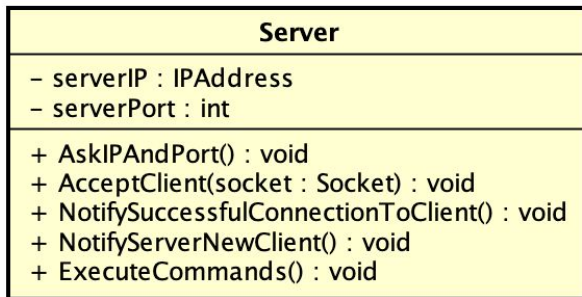 Server
– serverIP : IPAddress
– serverPort : int
+ AskIPAndPort() : void
+ AcceptClient(socket : Socket) : void
+ NotifySuccessfulConnectionToClient() : void
+ NotifyServerNewClient() : void
+ ExecuteCommands() : void